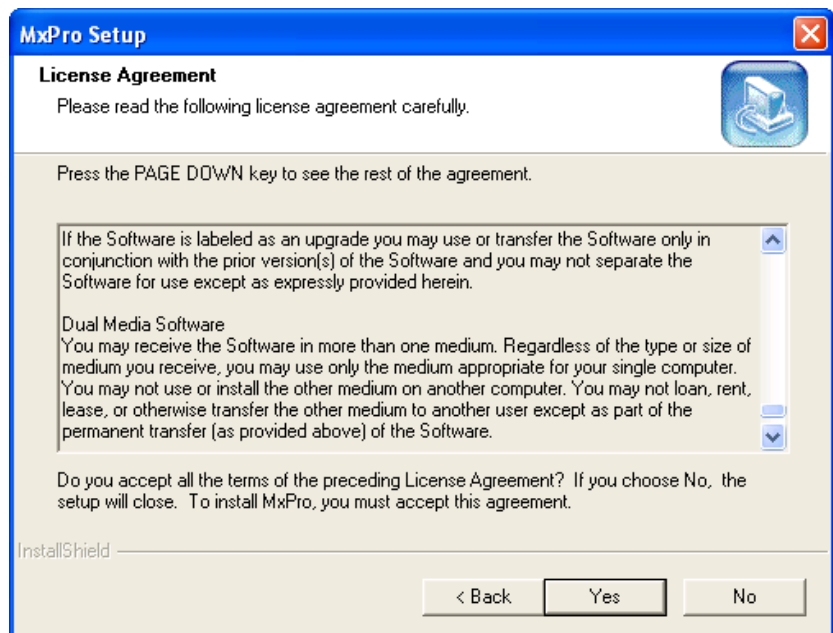 MxPro Setup
License Agreement
Please read the following license agreement carefully.
Press the PAGE DOWN key to see the rest of the agreement.
If the Software is labeled as an upgrade you may use or transfer the Software only in
conjunction with the prior version(s) of the Software and you may not separate the
Software for use except as expressly provided herein.
Dual Media Software
You may receive the Software in more than one medium. Regardless of the type or size of
medium you receive, you may use only the medium appropriate for your single computer.
You may not use or install the other medium on another computer. You may not loan, rent,
lease, or otherwise transfer the other medium to another user except as part of the
permanent transfer (as provided above) of the Software.
Do you accept all the terms of the preceding License Agreement? If you choose No, the
setup will close. To install MxPro, you must accept this agreement.
InstallShield
< Back
Yes
No